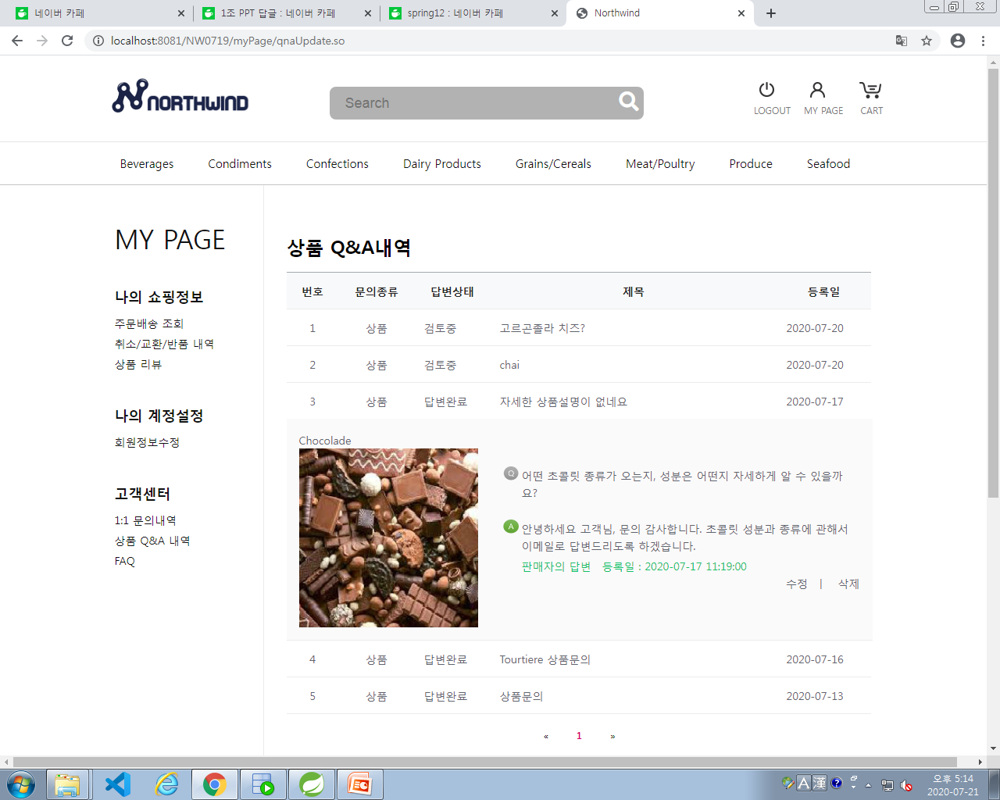 네이버 카페
1조 PPT 답글 : 네이버 카페
spring12 : 네이버 카페
Northwind
localhost:8081/NW0719/myPage/qnaUpdate.so
NORTHWIND
Search
LOGOUT MY PAGE CART
Beverages Condiments Confections Dairy Products Grains/Cereals Meat/Poultry Produce Seafood
MY PAGE
나의 쇼핑정보
주문배송 조회
취소/교환/반품 내역
상품 리뷰
나의 계정설정
회원정보수정
고객센터
1:1 문의내역
상품 Q&A 내역
FAQ
상품 Q&A내역
번호 문의종류 답변상태 제목 등록일
1 상품 검토중 고르곤졸라 치즈? 2020-07-20
2 상품 검토중 chai 2020-07-20
3 상품 답변완료 자세한 상품설명이 없네요 2020-07-17
Chocolade
Q 어떤 초콜릿 종류가 오는지, 성분은 어떤지 자세하게 알 수 있을까
요?
A 안녕하세요 고객님, 문의 감사합니다. 초콜릿 성분과 종류에 관해서
이메일로 답변드리도록 하겠습니다.
판매자의 답변 등록일 : 2020-07-17 11:19:00
수정 | 삭제
4 상품 답변완료 Tourtiere 상품문의 2020-07-16
5 상품 답변완료 상품문의 2020-07-13
« 1 »
A 漢 ?
오후 5:14
2020-07-21